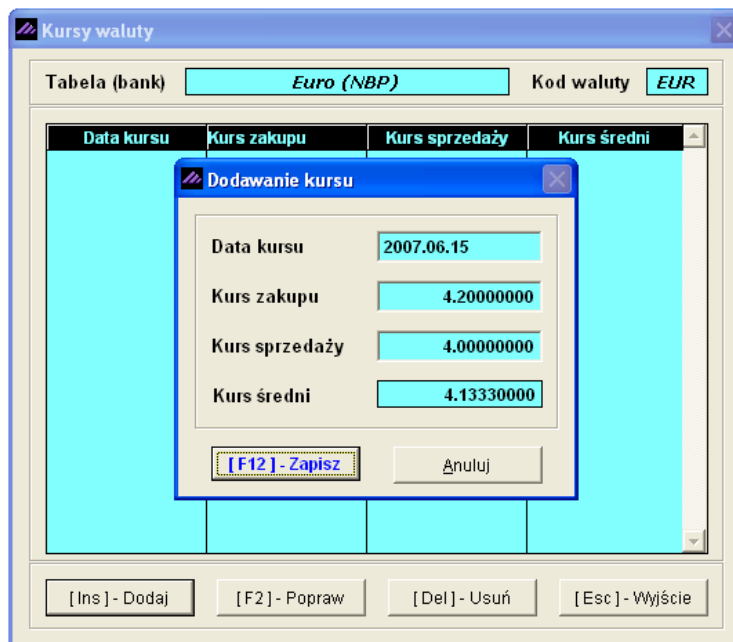 Kursy waluty
Tabela (bank) Euro (NBP) Kod waluty EUR
Data kursu Kurs zakupu Kurs sprzedaży Kurs średni
Dodawanie kursu
Data kursu 2007.06.15
Kurs zakupu 4.20000000
Kurs sprzedaży 4.00000000
Kurs średni 4.13330000
[ F12 ] - Zapisz Anuluj
[ Ins ] - Dodaj [ F2 ] - Popraw [ Del ] - Usuń [ Esc ] - Wyjście